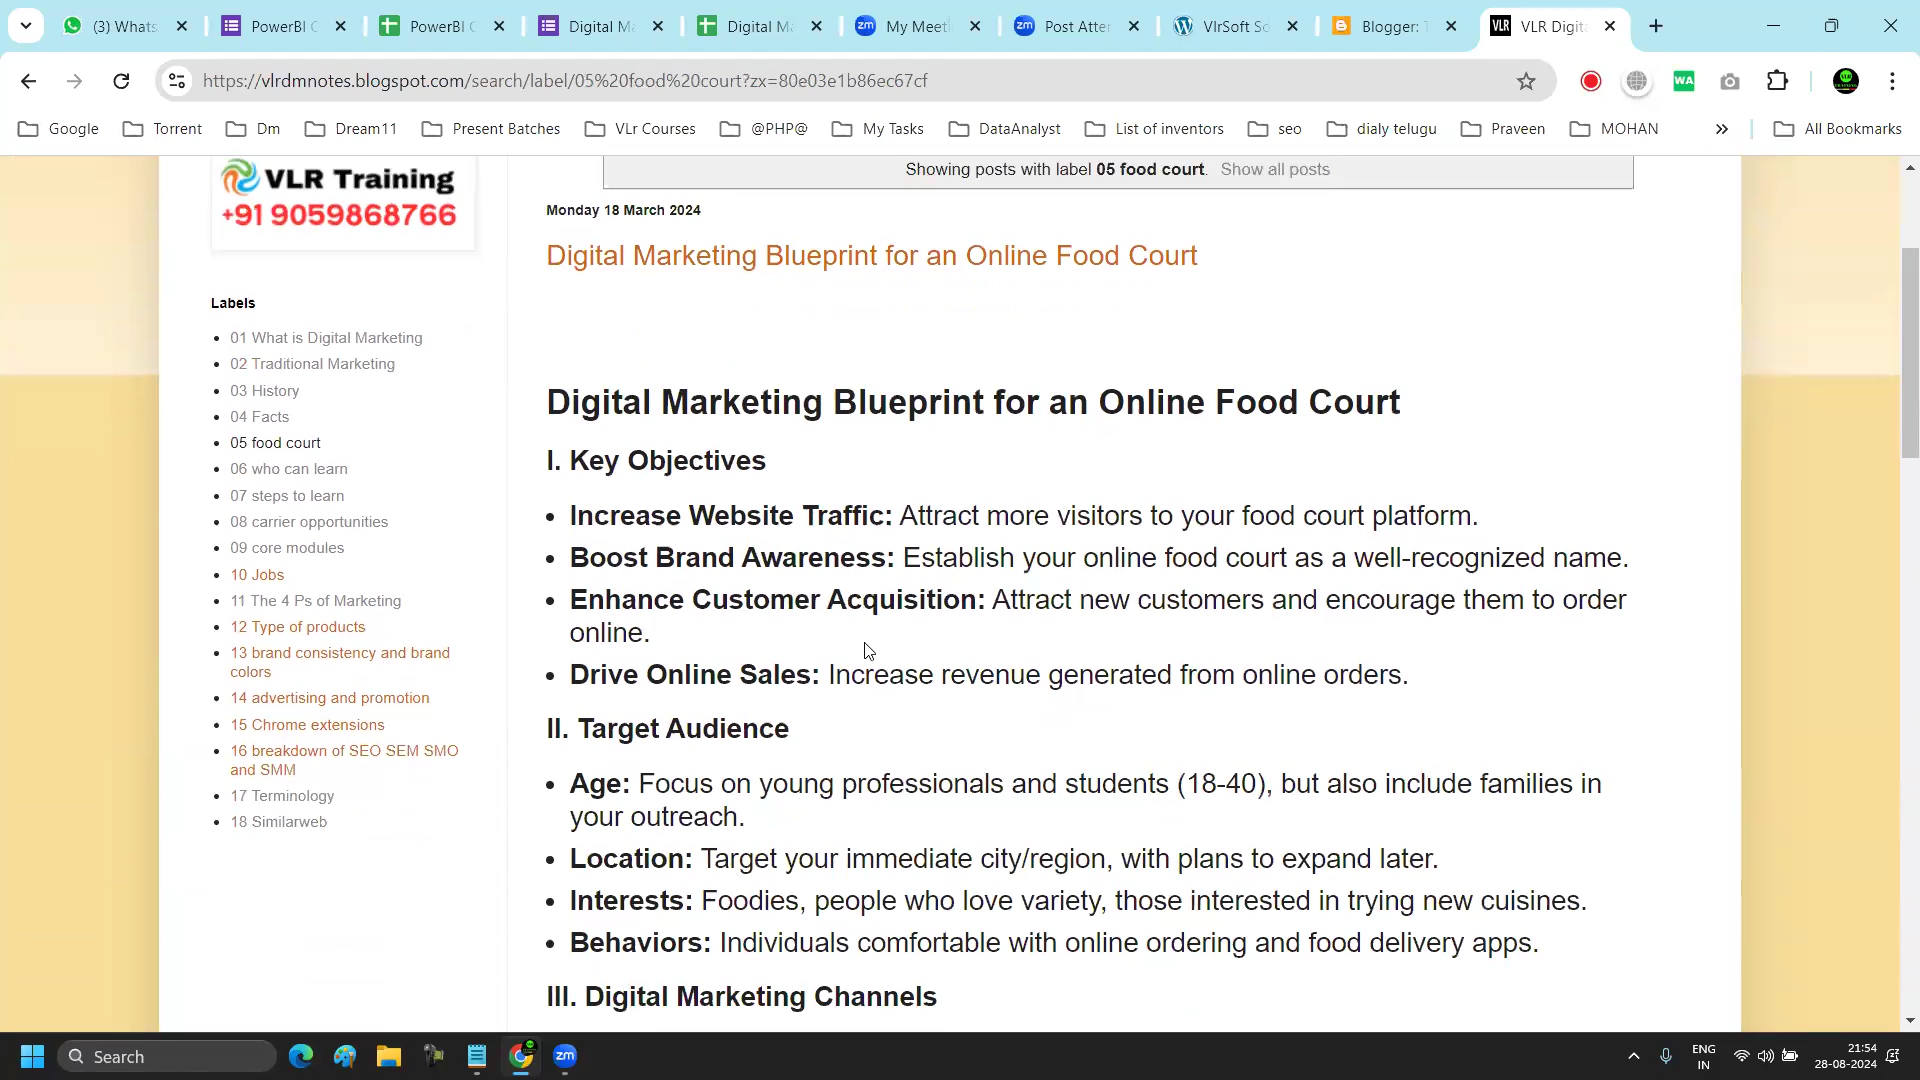 (3) Whats.
PowerBI C
PowerBI C
Digital Ma
Digital Ma
zm My Meeti
zm Post Atten
VlrSoft So
Blogger: T
VLR VLR Digita
https://vlrdmnotes.blogspot.com/search/label/05%20food%20court?zx=80e03e1b86ec67cf
WA
Google Torrent Dm Dream11 Present Batches VLr Courses @PHP@ My Tasks DataAnalyst List of inventors seo dialy telugu Praveen MOHAN All Bookmarks
VLR Training
+91 9059868766
Labels
01 What is Digital Marketing
02 Traditional Marketing
03 History
04 Facts
05 food court
06 who can learn
07 steps to learn
08 carrier opportunities
09 core modules
10 Jobs
11 The 4 Ps of Marketing
12 Type of products
13 brand consistency and brand
colors
14 advertising and promotion
15 Chrome extensions
16 breakdown of SEO SEM SMO
and SMM
17 Terminology
18 Similarweb
Showing posts with label 05 food court. Show all posts
Monday 18 March 2024
Digital Marketing Blueprint for an Online Food Court
Digital Marketing Blueprint for an Online Food Court
I. Key Objectives
• Increase Website Traffic: Attract more visitors to your food court platform.
• Boost Brand Awareness: Establish your online food court as a well-recognized name.
• Enhance Customer Acquisition: Attract new customers and encourage them to order
online.
• Drive Online Sales: Increase revenue generated from online orders.
II. Target Audience
• Age: Focus on young professionals and students (18-40), but also include families in
your outreach.
• Location: Target your immediate city/region, with plans to expand later.
• Interests: Foodies, people who love variety, those interested in trying new cuisines.
• Behaviors: Individuals comfortable with online ordering and food delivery apps.
III. Digital Marketing Channels
Search
zm
ENG
IN
21:54
28-08-2024